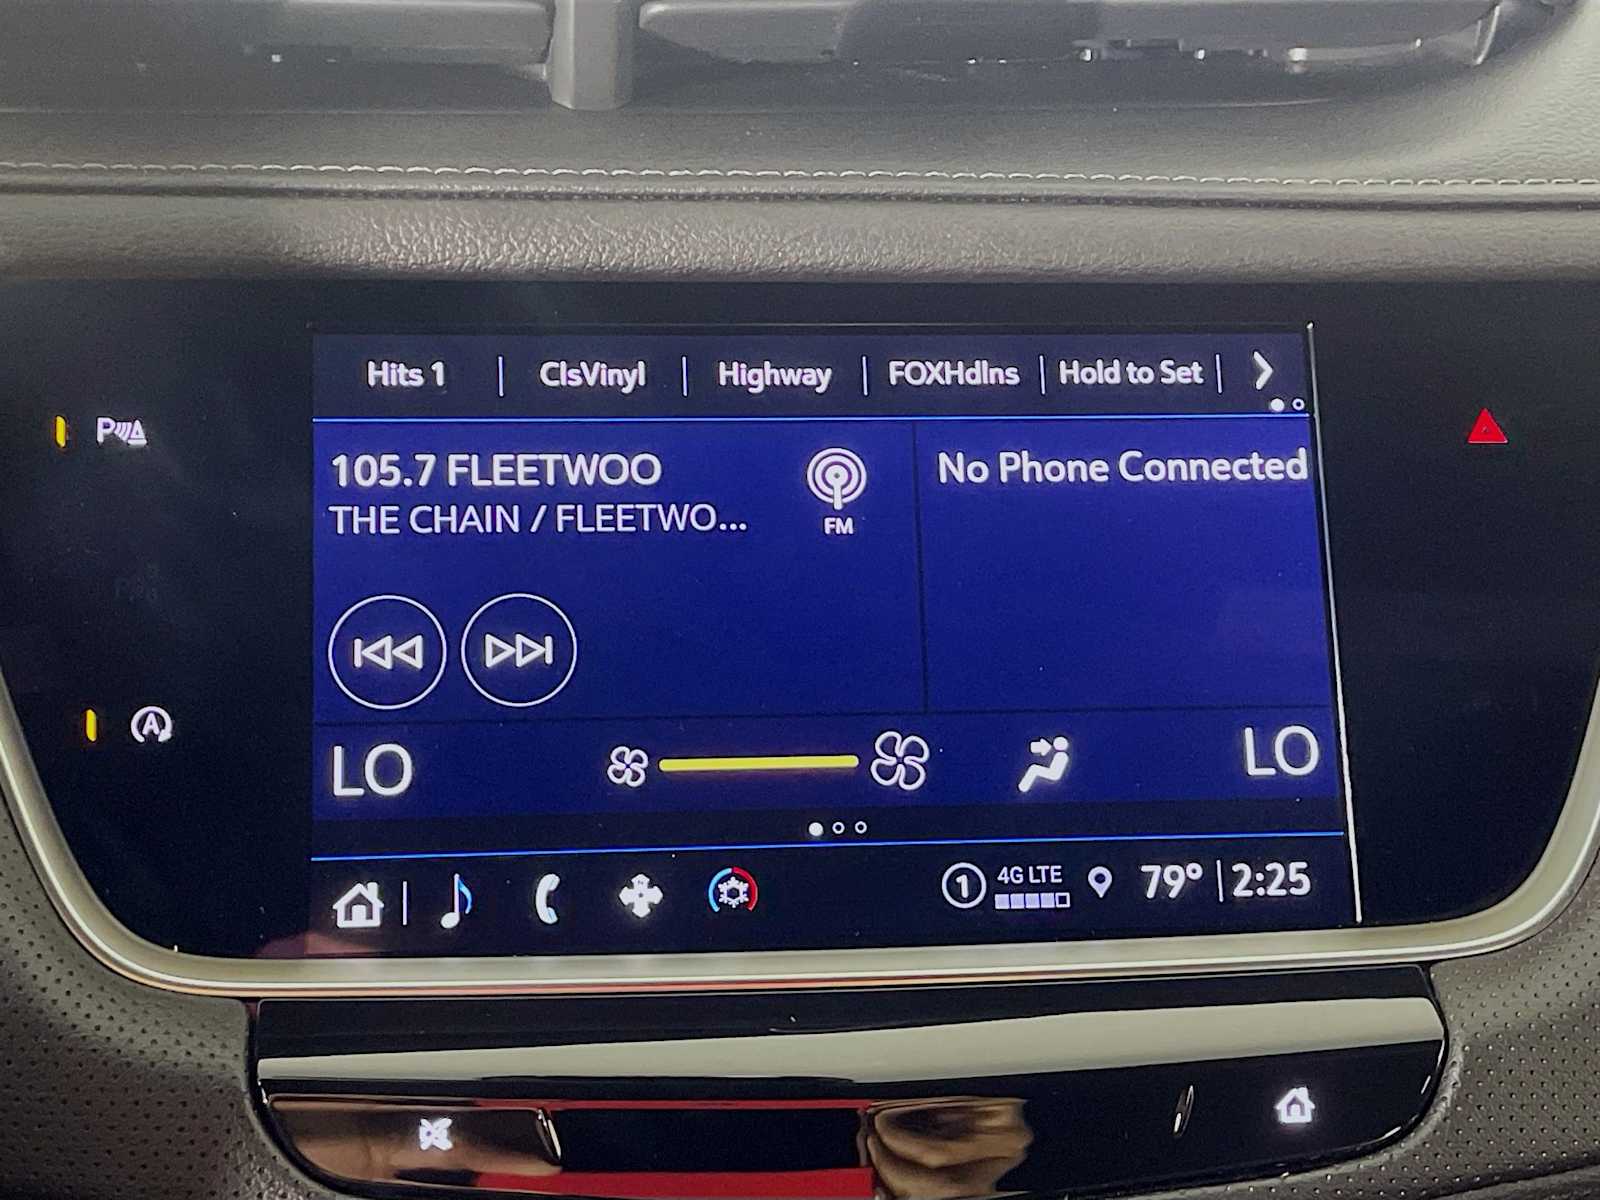 Hits 1 | ClsVinyl | Highway | FOXHdlns | Hold to Set |
P
105.7 FLEETWOO
THE CHAIN / FLEETWO...
FM
No Phone Connected
A
LO
LO
N
1 4G LTE 79° | 2:25